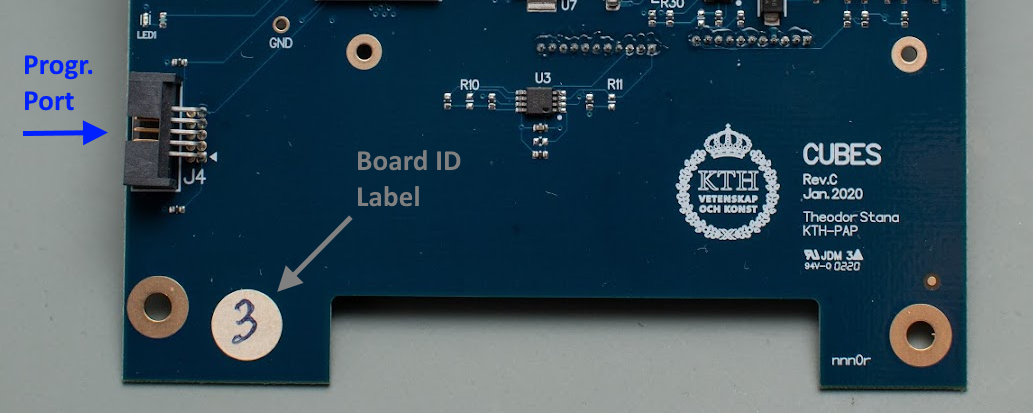 LED1
GND
U7
R30
Progr.
Port
J4
R10
U3
R11
Board ID
Label
3
KTH
VETENSKAP
OCH KONST
CUBES
Rev.C
Jan.2020
Theodor Stana
KTH-PAP
JDM 3
94V-0 0220
nnn0r